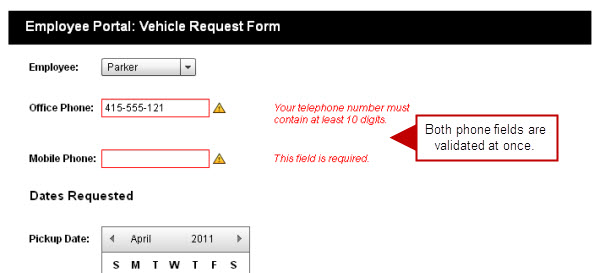 Employee Portal: Vehicle Request Form
Employee: Parker
Office Phone: 415-555-121
Your telephone number must
contain at least 10 digits.
Both phone fields are
validated at once.
Mobile Phone:
This field is required.
Dates Requested
Pickup Date: April 2011
S M T W T F S